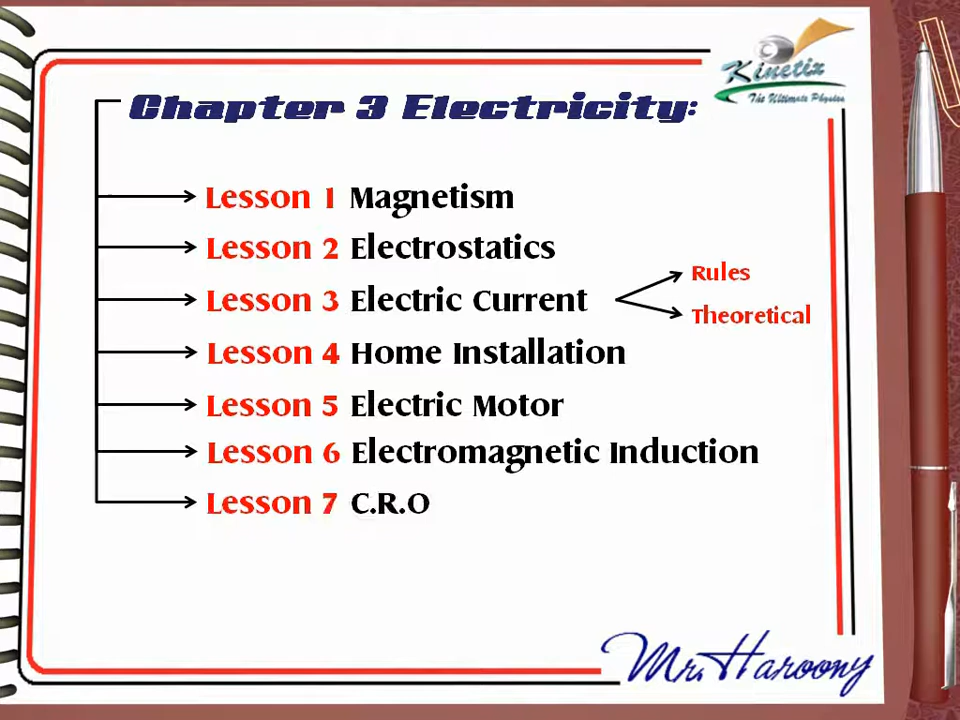 Kinetix
The Ultimate Physics
Chapter 3 Electricity:
Lesson 1 Magnetism
Lesson 2 Electrostatics
Lesson 3 Electric Current
Rules
Theoretical
Lesson 4 Home Installation
Lesson 5 Electric Motor
Lesson 6 Electromagnetic Induction
Lesson 7 C.R.O
Mr. Haroony